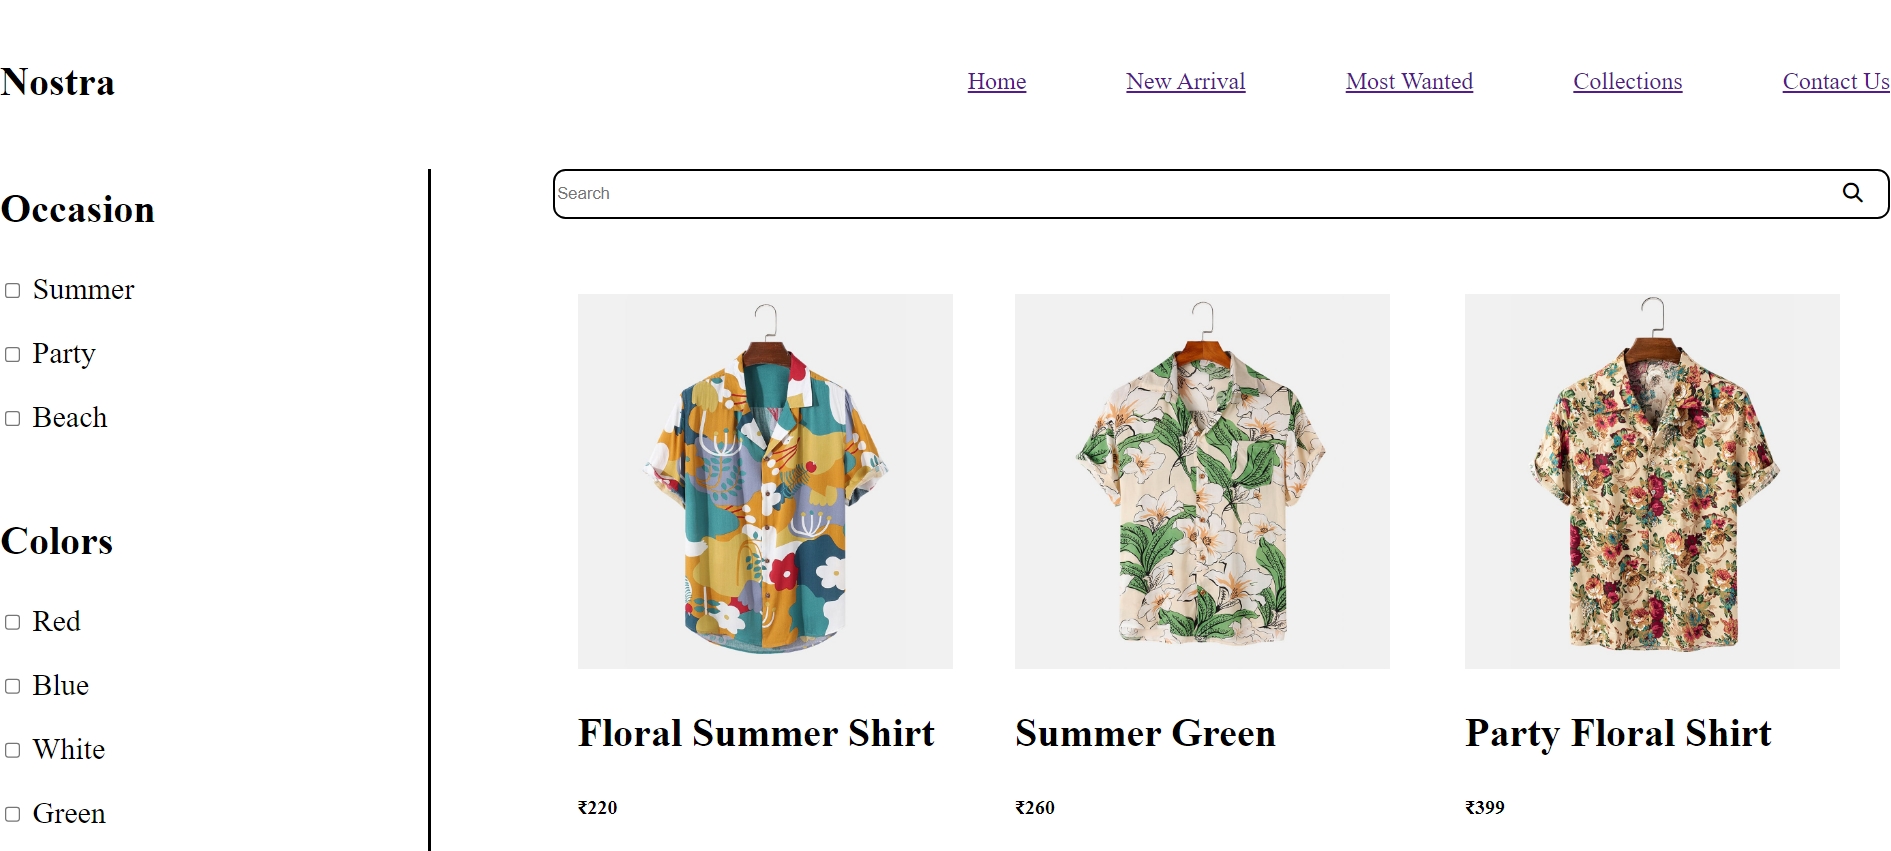 Nostra
Home New Arrival Most Wanted Collections Contact Us
Search
Occasion
Summer
Party
Beach
Colors
Red
Blue
White
Green
Floral Summer Shirt
₹220
Summer Green
₹260
Party Floral Shirt
₹399